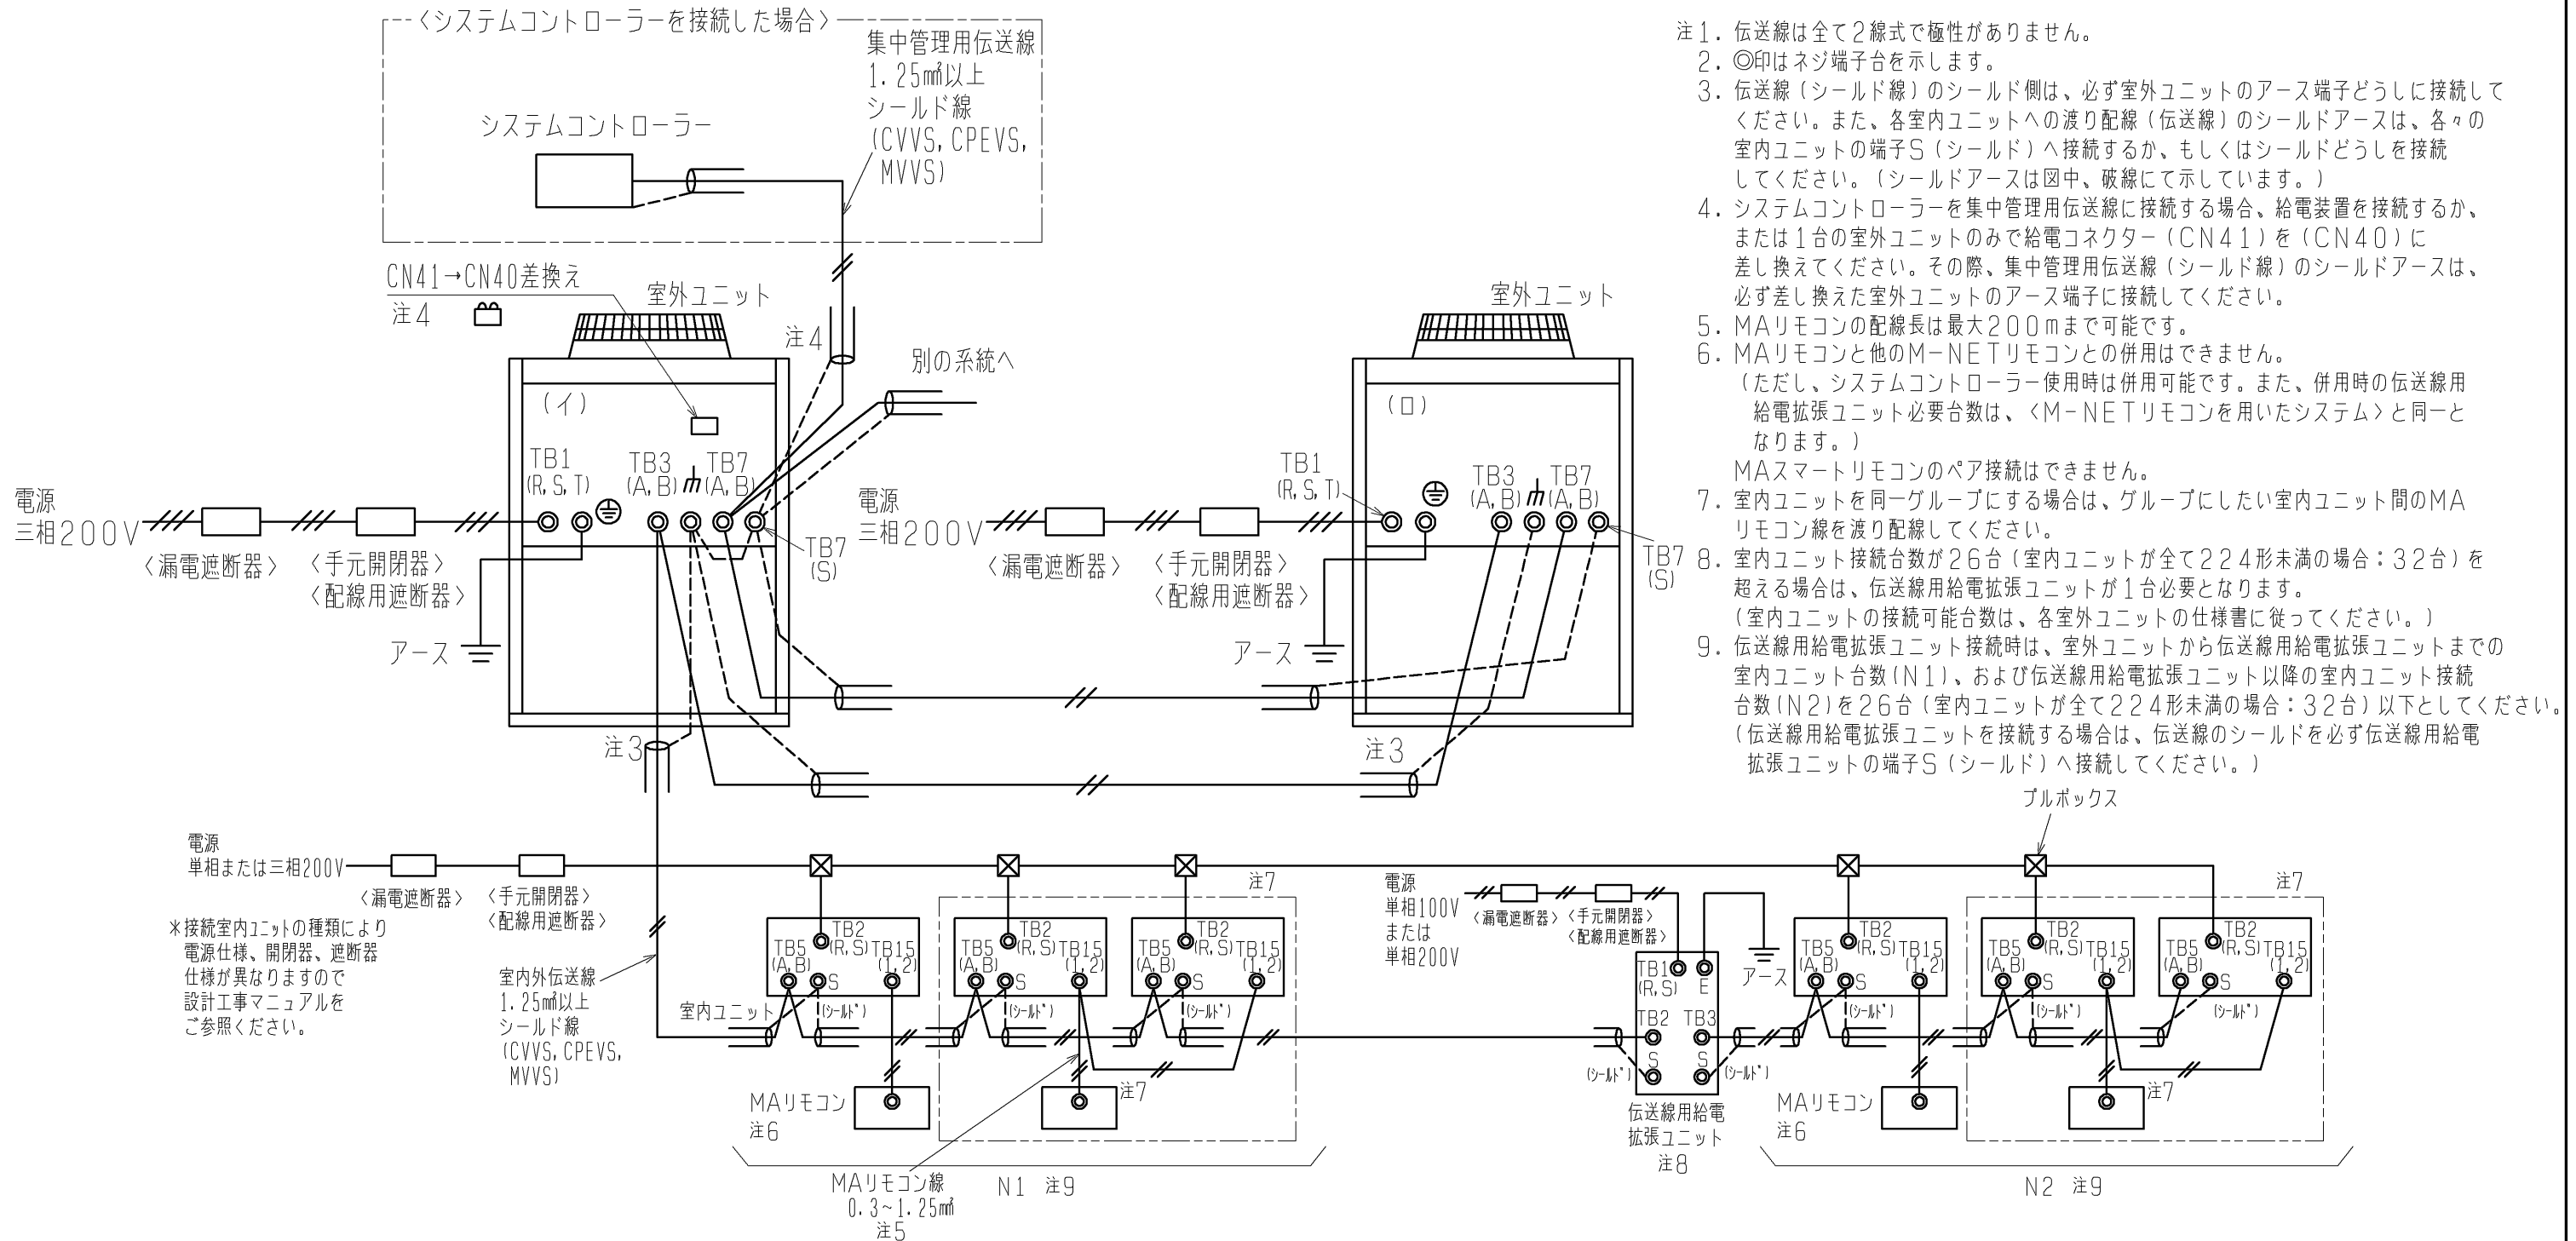 〈システムコントローラーを接続した場合〉
集中管理用伝送線
1.25㎟以上
シールド線
(CVVS,CPEVS,
MVVS)
システムコントローラー
CN41→CN40差換え
注4
室外ユニット
注4
別の系統へ
(イ)
TB1
(R,S,T)
TB3
(A,B)
TB7
(A,B)
TB7
(S)
電源
三相200V
〈漏電遮断器〉
〈手元開閉器〉
〈配線用遮断器〉
アース
注3
室外ユニット
(ロ)
TB1
(R,S,T)
TB3
(A,B)
TB7
(A,B)
TB7
(S)
電源
三相200V
〈漏電遮断器〉
〈手元開閉器〉
〈配線用遮断器〉
アース
注3
注1. 伝送線は全て2線式で極性がありません。
2. ◎印はネジ端子台を示します。
3. 伝送線(シールド線)のシールド側は、必ず室外ユニットのアース端子どうしに接続して
ください。また、各室内ユニットへの渡り配線(伝送線)のシールドアースは、各々の
室内ユニットの端子S(シールド)へ接続するか、もしくはシールドどうしを接続
してください。(シールドアースは図中、破線にて示しています。)
4. システムコントローラーを集中管理用伝送線に接続する場合、給電装置を接続するか、
または1台の室外ユニットのみで給電コネクター(CN41)を(CN40)に
差し換えてください。その際、集中管理用伝送線(シールド線)のシールドアースは、
必ず差し換えた室外ユニットのアース端子に接続してください。
5. MAリモコンの配線長は最大200mまで可能です。
6. MAリモコンと他のM-NETリモコンとの併用はできません。
(ただし、システムコントローラー使用時は併用可能です。また、併用時の伝送線用
給電拡張ユニット必要台数は、〈M-NETリモコンを用いたシステム〉と同一と
なります。)
MAスマートリモコンのペア接続はできません。
7. 室内ユニットを同一グループにする場合は、グループにしたい室内ユニット間のMA
リモコン線を渡り配線してください。
8. 室内ユニット接続台数が26台(室内ユニットが全て224形未満の場合:32台)を
超える場合は、伝送線用給電拡張ユニットが1台必要となります。
(室内ユニットの接続可能台数は、各室外ユニットの仕様書に従ってください。)
9. 伝送線用給電拡張ユニット接続時は、室外ユニットから伝送線用給電拡張ユニットまでの
室内ユニット台数(N1)、および伝送線用給電拡張ユニット以降の室内ユニット接続
台数(N2)を26台(室内ユニットが全て224形未満の場合:32台)以下としてください。
(伝送線用給電拡張ユニットを接続する場合は、伝送線のシールドを必ず伝送線用給電
拡張ユニットの端子S(シールド)へ接続してください。)
プルボックス
電源
単相または三相200V
〈漏電遮断器〉
〈手元開閉器〉
〈配線用遮断器〉
＊接続室内ユニットの種類により
電源仕様、開閉器、遮断器
仕様が異なりますので
設計工事マニュアルを
ご参照ください。
室内外伝送線
1.25㎟以上
シールド線
(CVVS,CPEVS,
MVVS)
室内ユニット
TB2
(R,S)
TB5
(A,B)
TB15
(1,2)
S
(シールド)
MAリモコン
注6
注7
TB2
(R,S)
TB5
(A,B)
TB15
(1,2)
S
(シールド)
TB2
(R,S)
TB5
(A,B)
TB15
(1,2)
S
(シールド)
注7
MAリモコン線
0.3~1.25㎟
注5
N1 注9
電源
単相100V
または
単相200V
〈漏電遮断器〉
〈手元開閉器〉
〈配線用遮断器〉
アース
TB1
(R,S)
E
TB2
TB3
S
S
(シールド)
(シールド)
伝送線用給電
拡張ユニット
注8
TB2
(R,S)
TB5
(A,B)
TB15
(1,2)
S
(シールド)
MAリモコン
注6
注7
TB2
(R,S)
TB5
(A,B)
TB15
(1,2)
S
(シールド)
TB2
(R,S)
TB5
(A,B)
TB15
(1,2)
S
(シールド)
注7
N2 注9